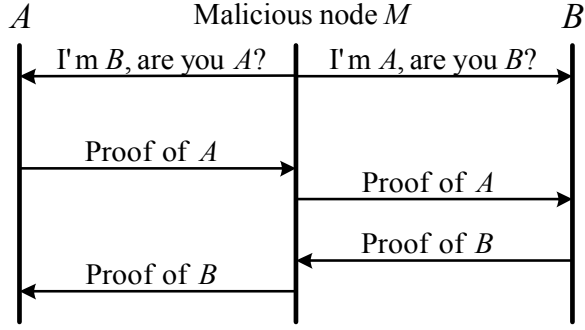 A Malicious node M B
I'm B, are you A? I'm A, are you B?
Proof of A
Proof of A
Proof of B
Proof of B